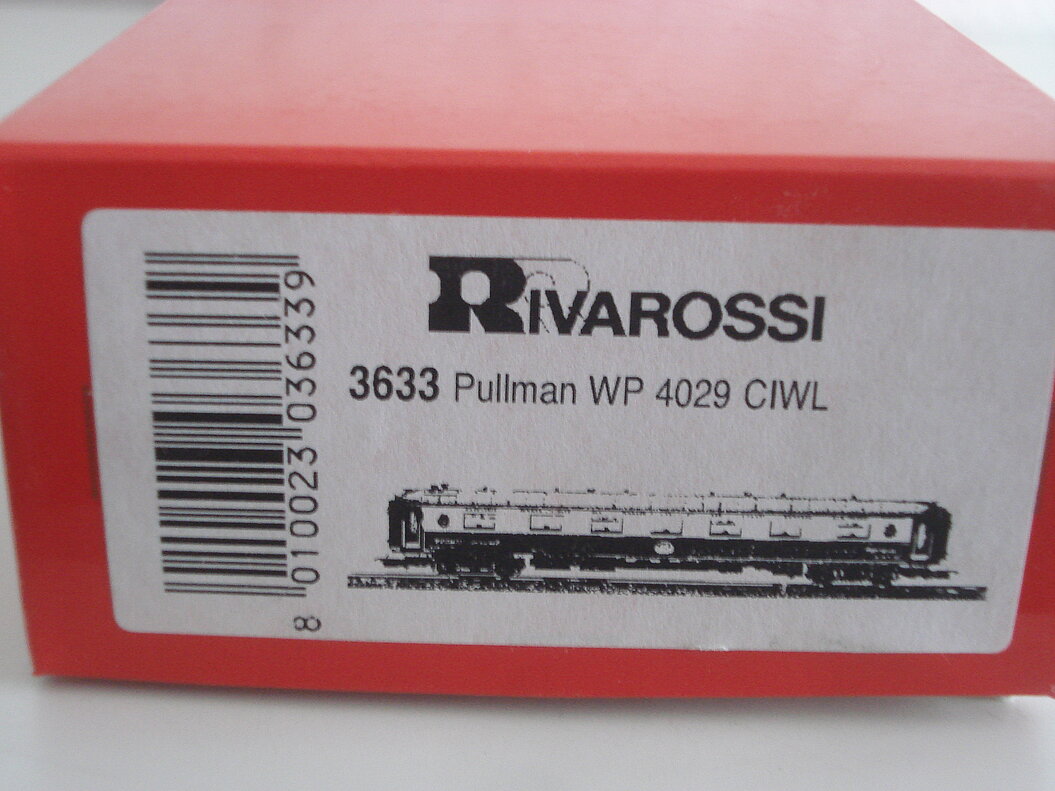 RIVAROSSI
3633 Pullman WP 4029 CIWL
8 010023 036339